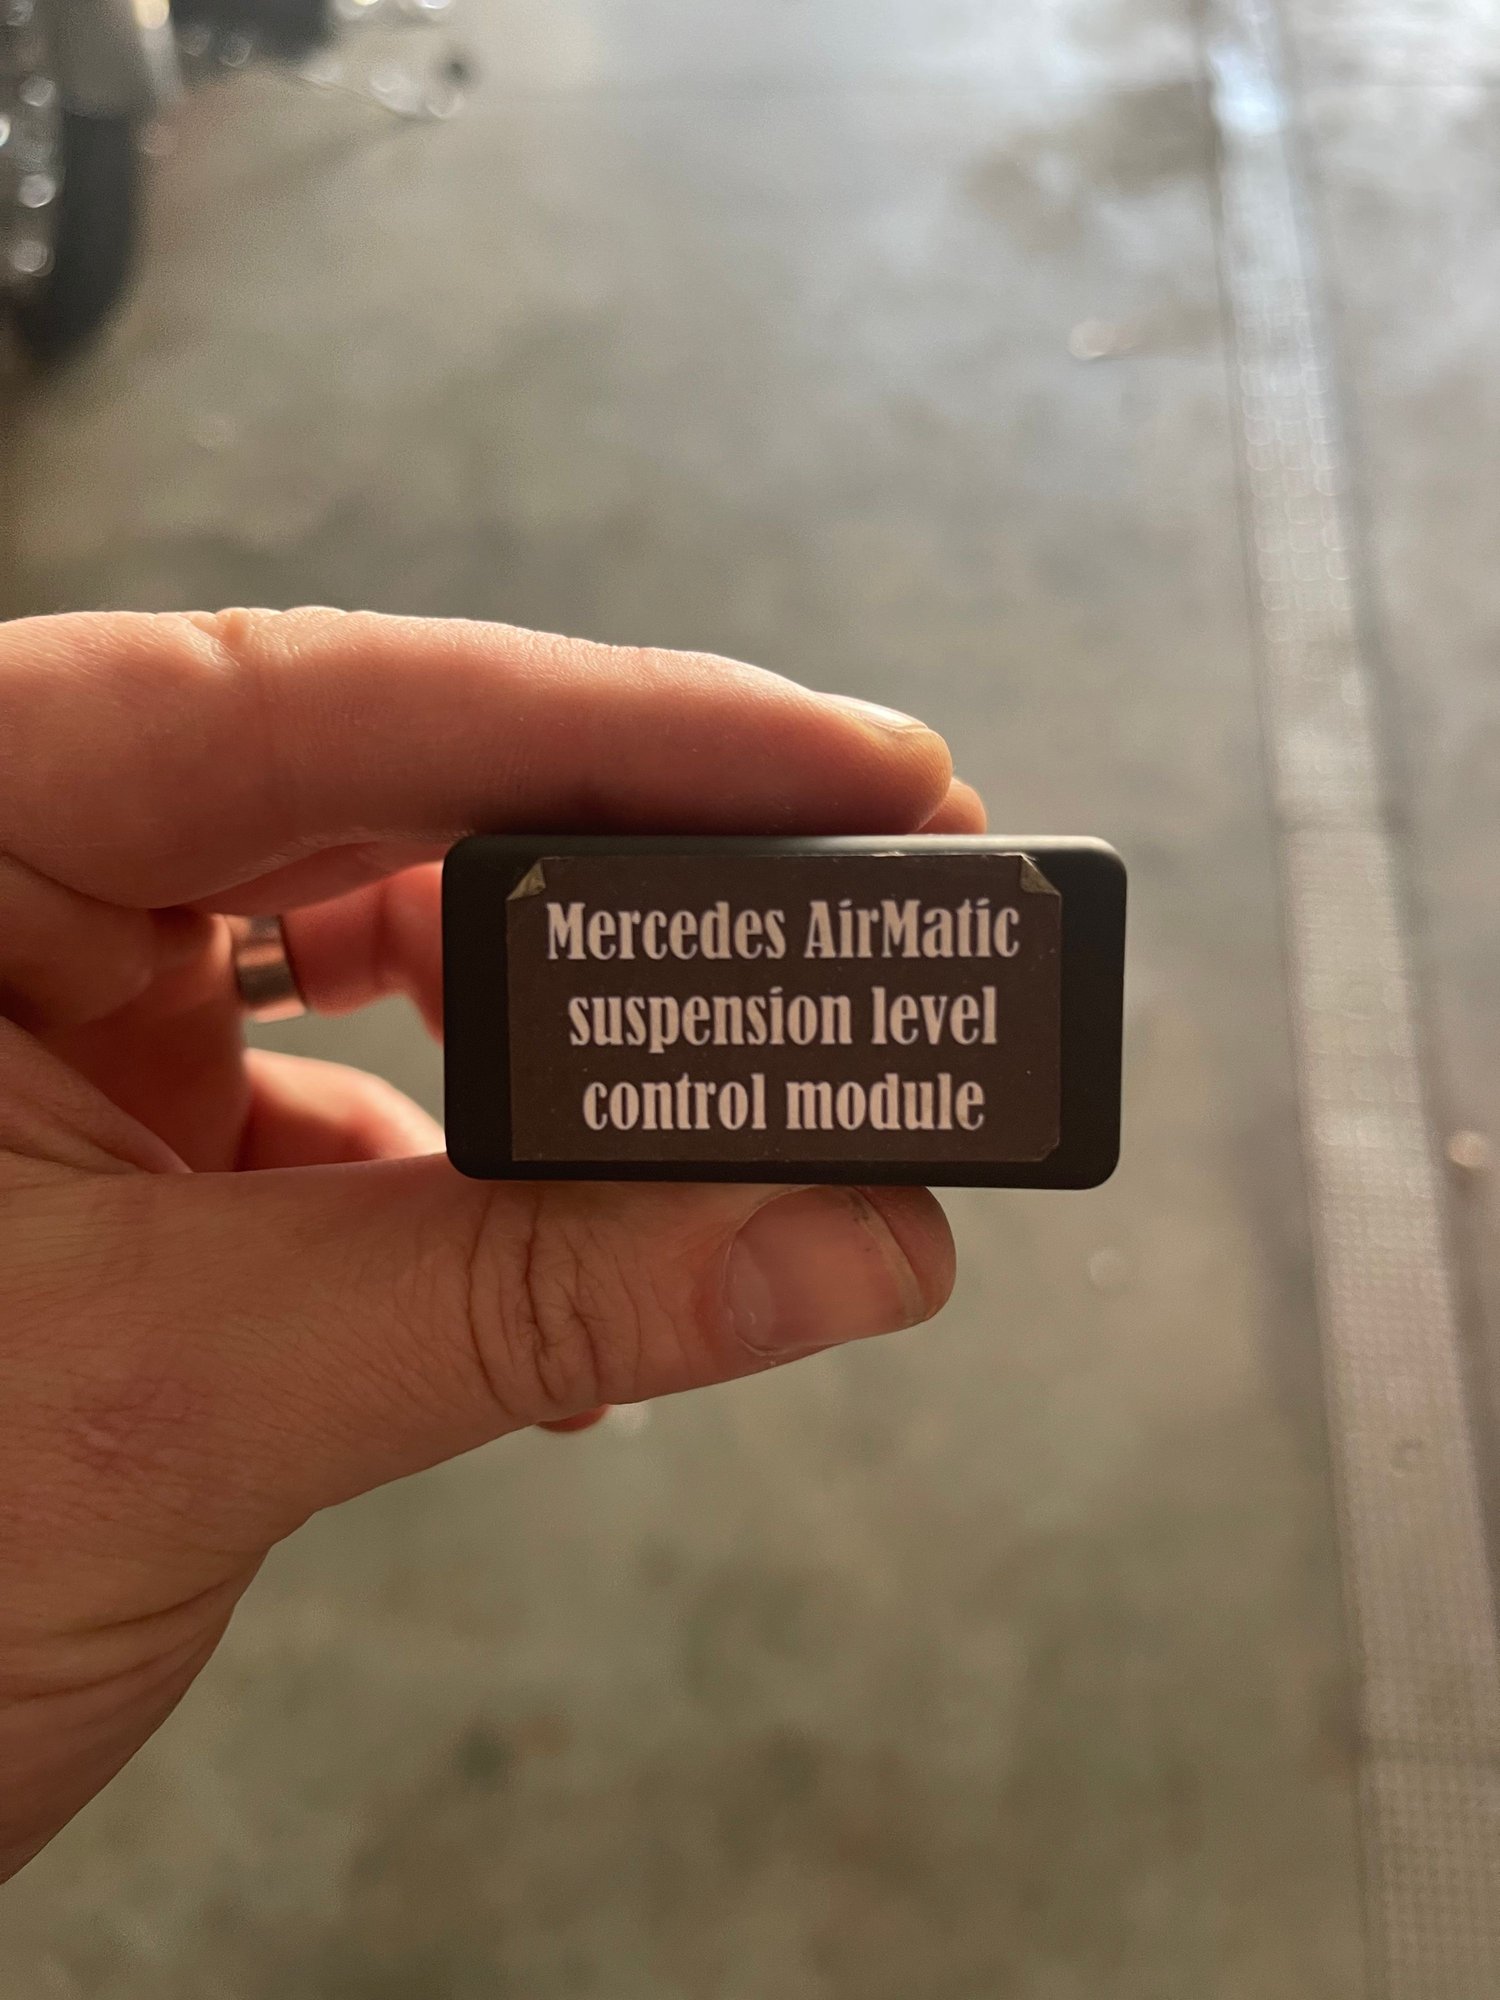 Mercedes AirMatic
suspension level
control module